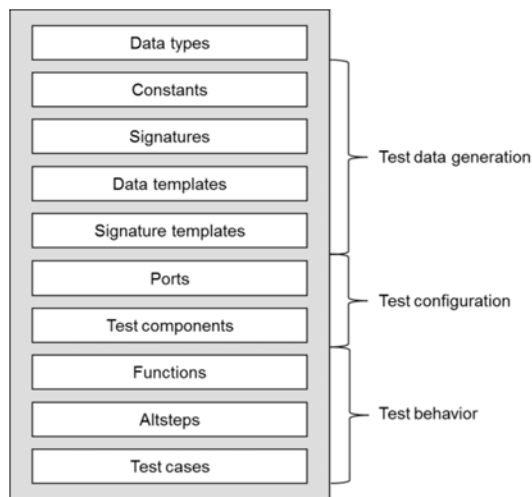 Data types
Constants
Signatures
Data templates
Signature templates
Ports
Test components
Functions
Altsteps
Test cases
Test data generation
Test configuration
Test behavior